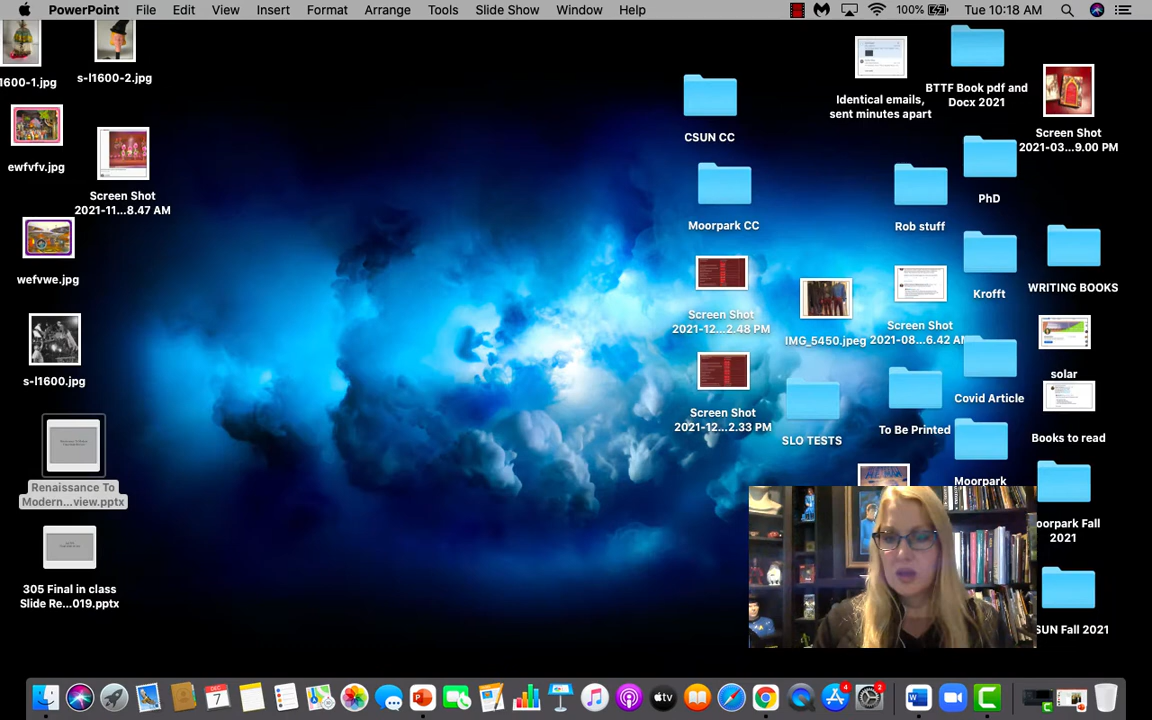 PowerPoint File Edit View Insert Format Arrange Tools Slide Show Window Help 100% Tue 10:18 AM
l1600-1.jpg
s-l1600-2.jpg
ewfvfv.jpg
Screen Shot
2021-11...8.47 AM
wefvwe.jpg
s-l1600.jpg
Renaissance To
Modern...view.pptx
305 Final in class
Slide Re...019.pptx
CSUN CC
Moorpark CC
Screen Shot
2021-12...2.48 PM
Screen Shot
2021-12...2.33 PM
IMG_5450.jpeg
SLO TESTS
Identical emails,
sent minutes apart
BTTF Book pdf and
Docx 2021
Screen Shot
2021-03...9.00 PM
PhD
Rob stuff
Krofft
WRITING BOOKS
Screen Shot
2021-08...6.42 AM
solar
Covid Article
To Be Printed
Books to read
Moorpark
oorpark Fall
2021
SUN Fall 2021
DEC
7
4
2
tv